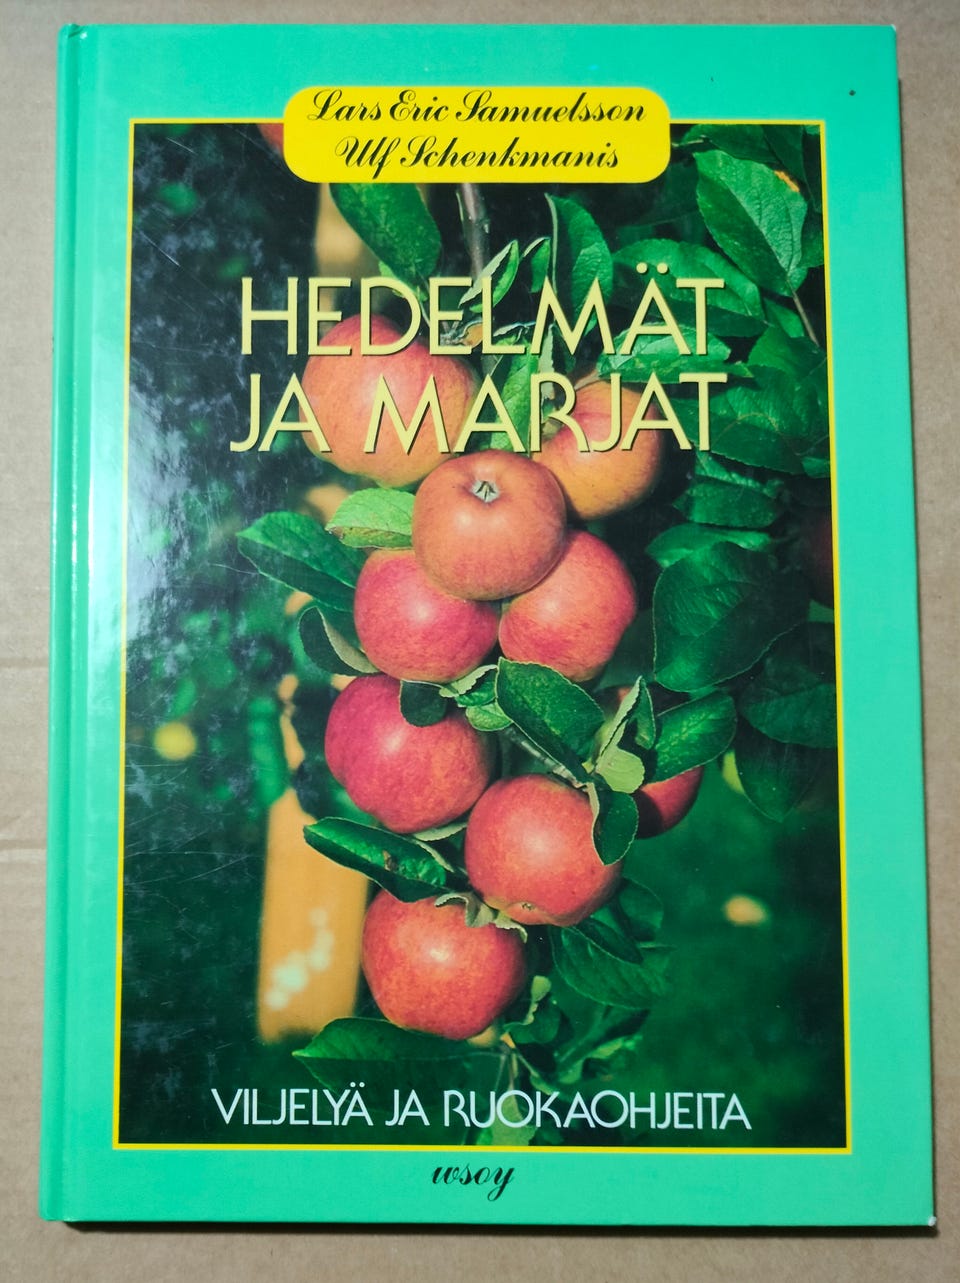 Lars Eric Samuelsson
Ulf Schenkmanis
HEDELMÄT
JA MARJAT
VILJELYÄ JA RUOKAOHJEITA
wsoy